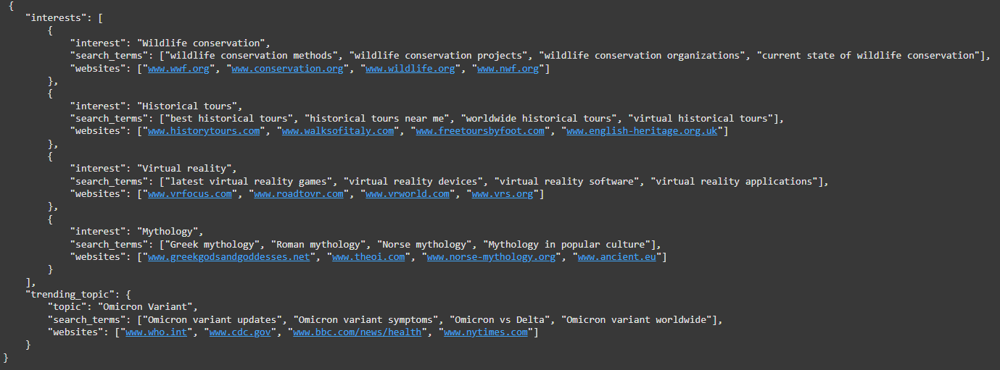 {
    "interests": [
        {
            "interest": "Wildlife conservation",
            "search_terms": ["wildlife conservation methods", "wildlife conservation projects", "wildlife conservation organizations", "current state of wildlife conservation"],
            "websites": ["www.wwf.org", "www.conservation.org", "www.wildlife.org", "www.nwf.org"]
        },
        {
            "interest": "Historical tours",
            "search_terms": ["best historical tours", "historical tours near me", "worldwide historical tours", "virtual historical tours"],
            "websites": ["www.historytours.com", "www.walksofitaly.com", "www.freetoursbyfoot.com", "www.english-heritage.org.uk"]
        },
        {
            "interest": "Virtual reality",
            "search_terms": ["latest virtual reality games", "virtual reality devices", "virtual reality software", "virtual reality applications"],
            "websites": ["www.vrfocus.com", "www.roadtovr.com", "www.vrworld.com", "www.vrs.org"]
        },
        {
            "interest": "Mythology",
            "search_terms": ["Greek mythology", "Roman mythology", "Norse mythology", "Mythology in popular culture"],
            "websites": ["www.greekgodsandgoddesses.net", "www.theoi.com", "www.norse-mythology.org", "www.ancient.eu"]
        }
    ],
    "trending_topic": {
        "topic": "Omicron Variant",
        "search_terms": ["Omicron variant updates", "Omicron variant symptoms", "Omicron vs Delta", "Omicron variant worldwide"],
        "websites": ["www.who.int", "www.cdc.gov", "www.bbc.com/news/health", "www.nytimes.com"]
    }
}